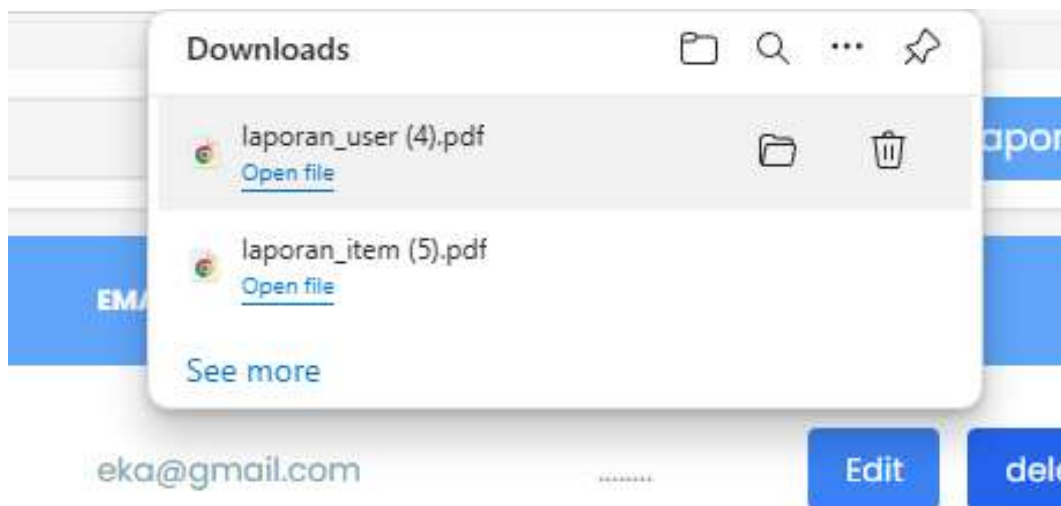 Downloads
laporan_user (4).pdf
Open file
laporan_item (5).pdf
Open file
See more
eka@gmail.com
........
Edit